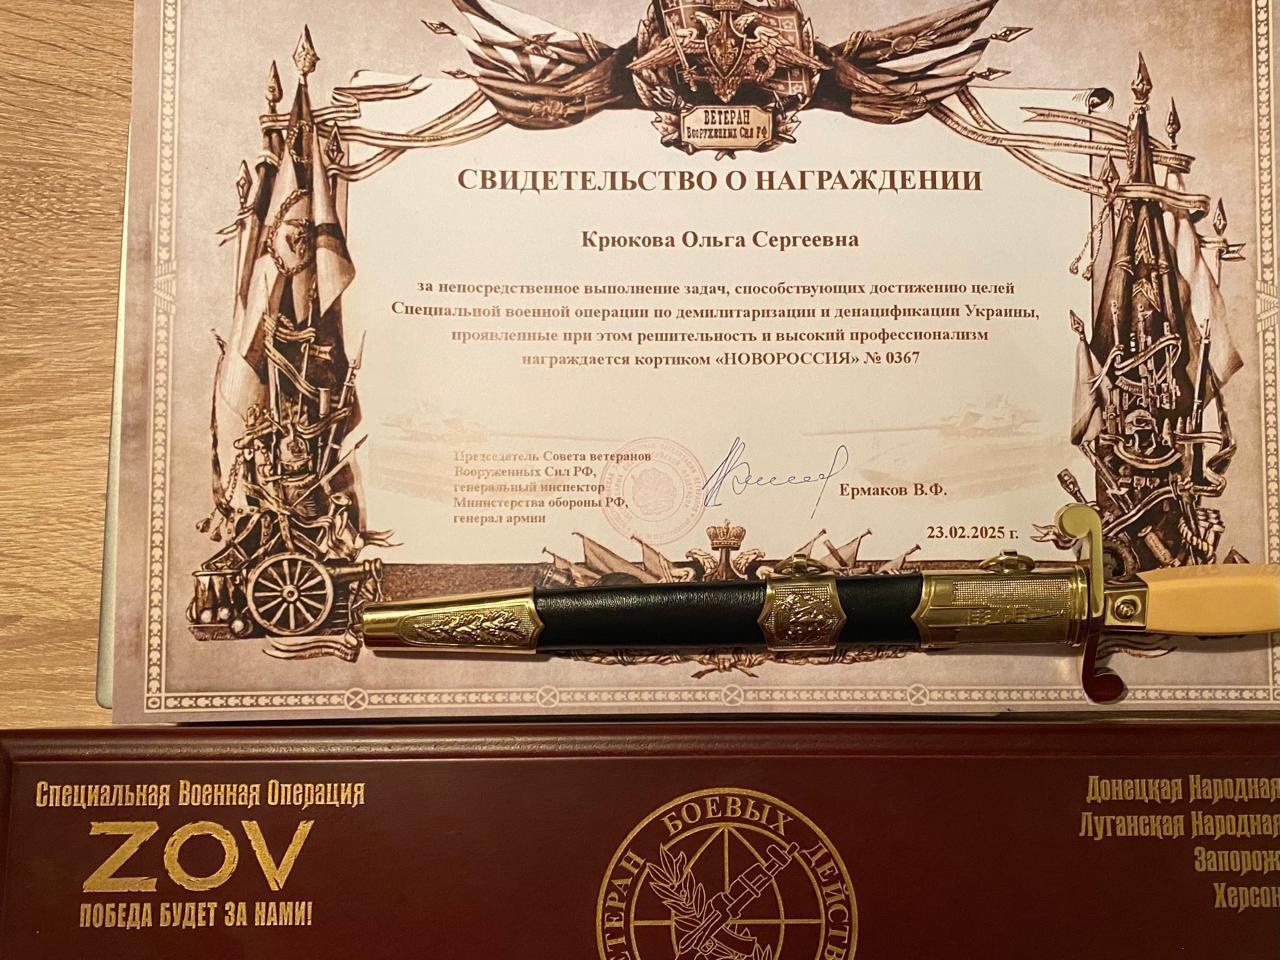 ВЕТЕРАН
Вооруженных Сил РФ
СВИДЕТЕЛЬСТВО О НАГРАЖДЕНИИ
Крюкова Ольга Сергеевна
за непосредственное выполнение задач, способствующих достижению целей
Специальной военной операции по демилитаризации и денацификации Украины,
проявленные при этом решительность и высокий профессионализм
награждается кортиком «НОВОРОССИЯ» № 0367
Председатель Совета ветеранов
Вооруженных Сил РФ,
генеральный инспектор
Министерства обороны РФ,
генерал армии
Ермаков В.Ф.
23.02.2025 г.
Специальная Военная Операция
ZOV
ПОБЕДА БУДЕТ ЗА НАМИ!
ТЕРАН БОЕВЫХ ДЕЙСТВ
Донецкая Народная
Луганская Народная
Запорож
Херсон